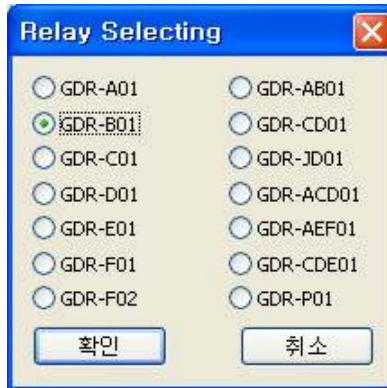 Relay Selecting
GDR-A01
GDR-B01
GDR-C01
GDR-D01
GDR-E01
GDR-F01
GDR-F02
GDR-AB01
GDR-CD01
GDR-JD01
GDR-ACD01
GDR-AEF01
GDR-CDE01
GDR-P01
확인
취소